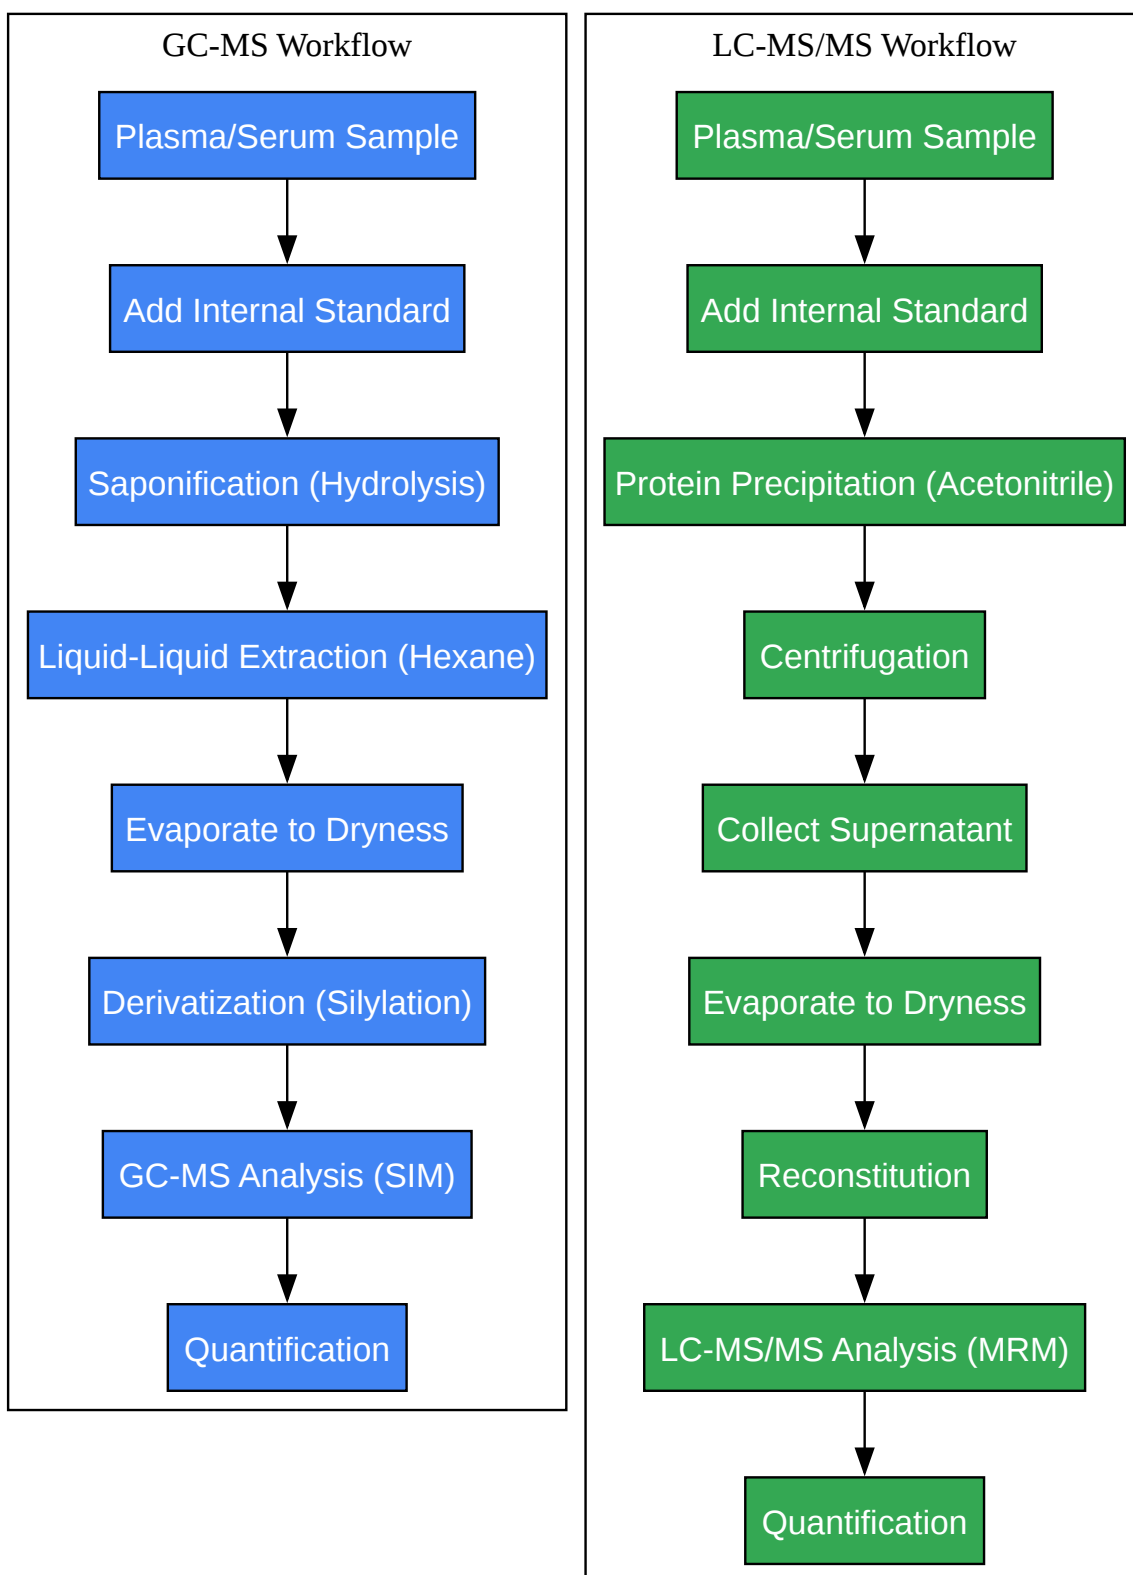 GC-MS Workflow
Plasma/Serum Sample
Add Internal Standard
Saponification (Hydrolysis)
Liquid-Liquid Extraction (Hexane)
Evaporate to Dryness
Derivatization (Silylation)
GC-MS Analysis (SIM)
Quantification
LC-MS/MS Workflow
Plasma/Serum Sample
Add Internal Standard
Protein Precipitation (Acetonitrile)
Centrifugation
Collect Supernatant
Evaporate to Dryness
Reconstitution
LC-MS/MS Analysis (MRM)
Quantification